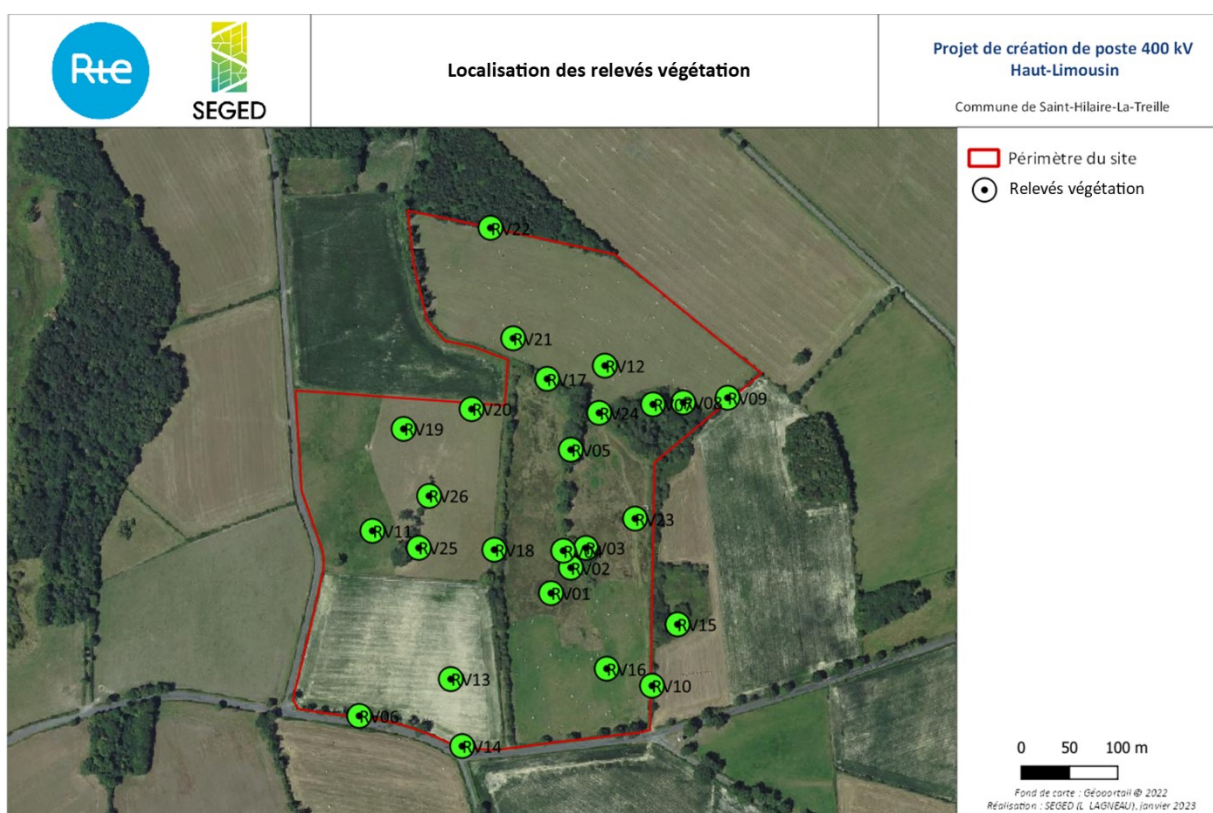 Rte
SEGED
Localisation des relevés végétation
Projet de création de poste 400 kV
Haut-Limousin
Commune de Saint-Hilaire-La-Treille
Périmètre du site
Relevés végétation
RV22
RV21
RV12
RV17
RV09
RV07
RV08
RV24
RV20
RV19
RV05
RV26
RV23
RV11
RV25
RV18
RV04
RV03
RV02
RV01
RV15
RV16
RV13
RV10
RV06
RV14
0 50 100 m
Fond de carte : Géoportail © 2022
Réalisation : SEGED (L. LAGNEAU), janvier 2023